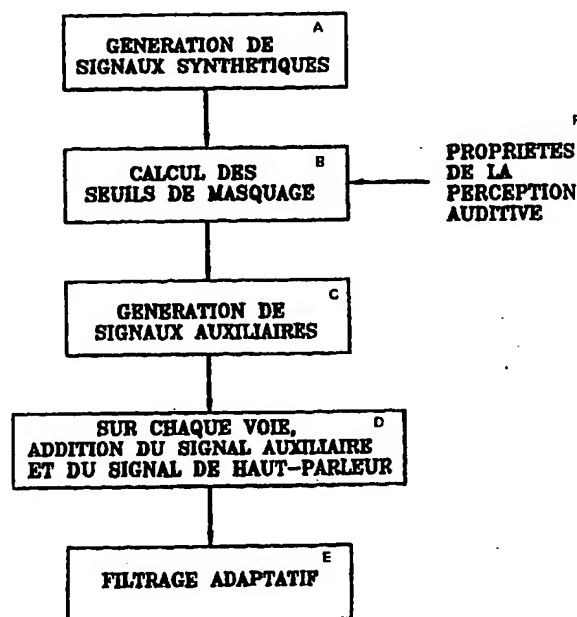 A
GENERATION DE
SIGNAUX SYNTHETIQUES
B
CALCUL DES
SEUILS DE MASQUAGE
F
PROPRIETES
DE LA
PERCEPTION
AUDITIVE
C
GENERATION DE
SIGNAUX AUXILIAIRES
D
SUR CHAQUE VOIE,
ADDITION DU SIGNAL AUXILIAIRE
ET DU SIGNAL DE HAUT-PARLEUR
E
FILTRAGE ADAPTATIF